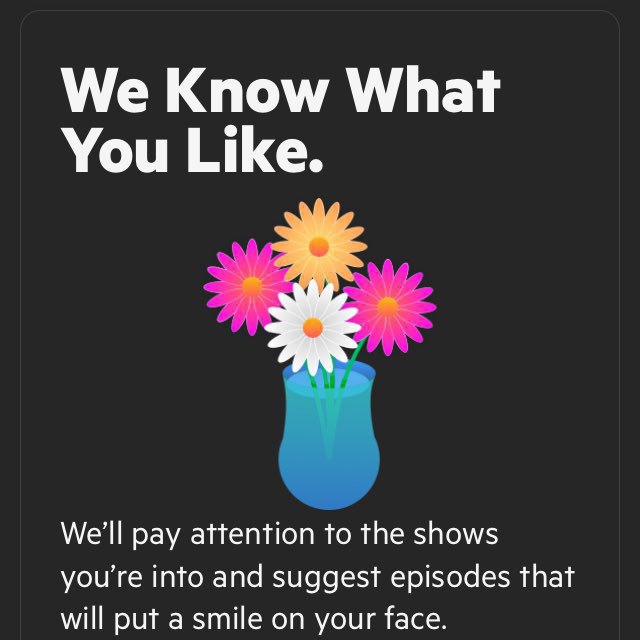 We Know What
You Like.
We’ll pay attention to the shows
you’re into and suggest episodes that
will put a smile on your face.